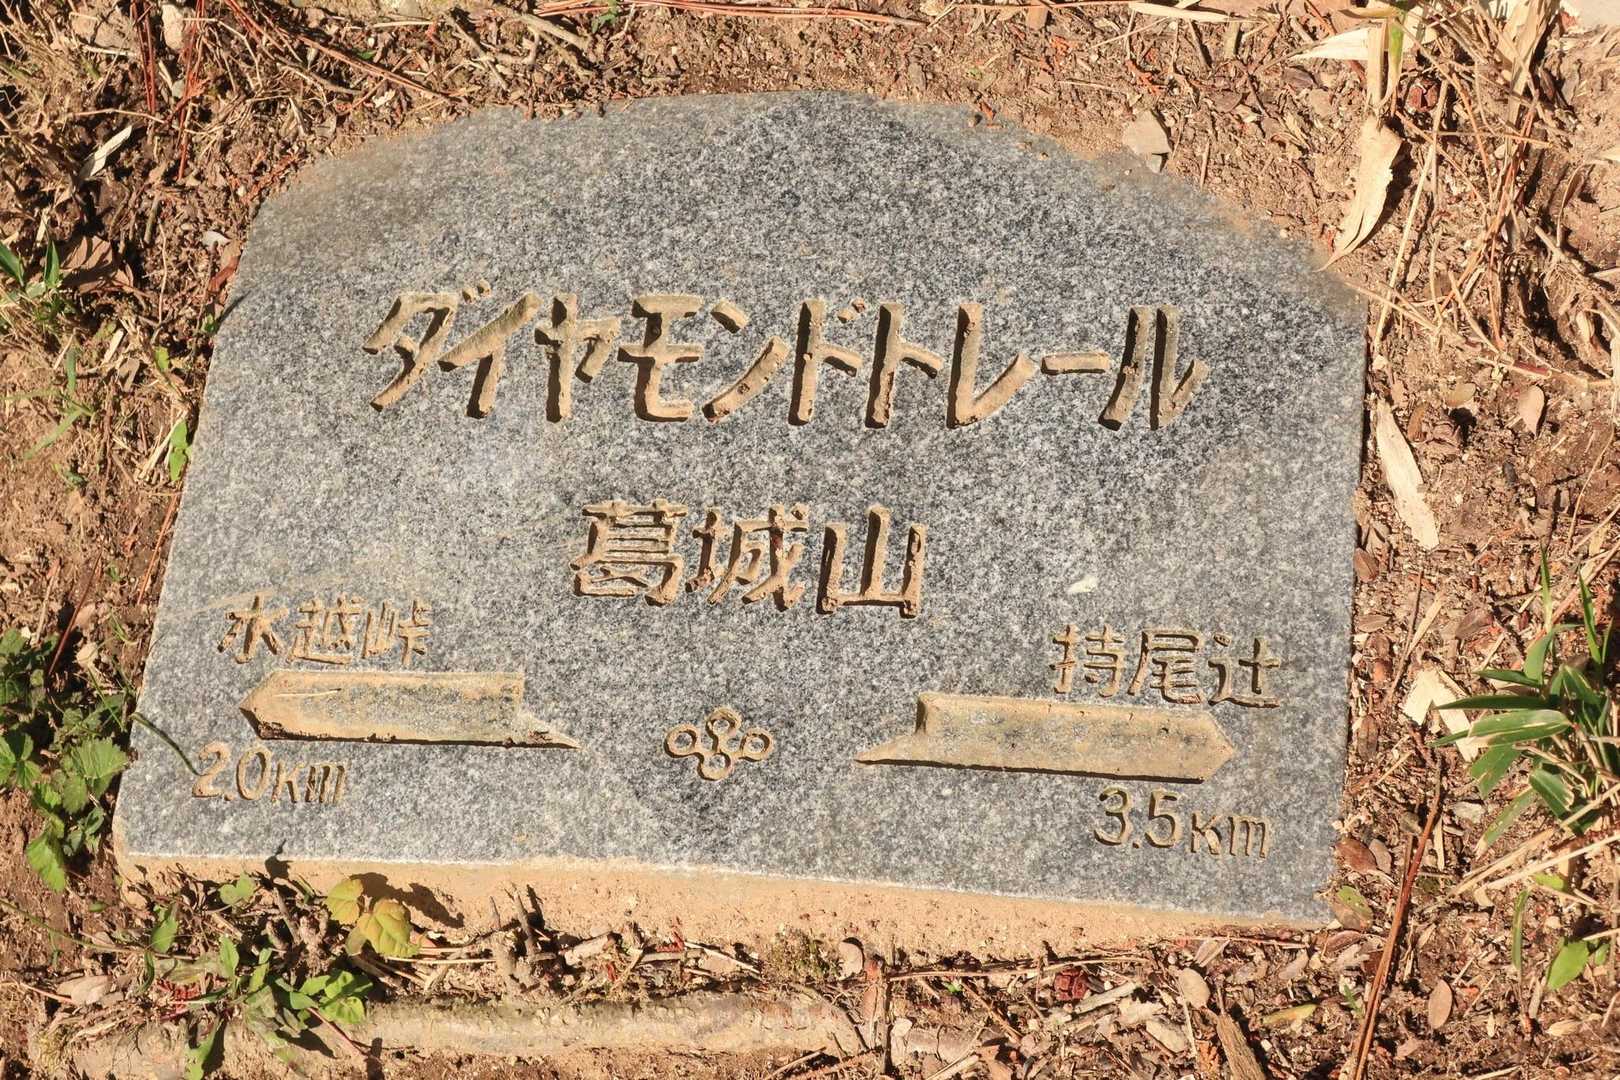 ダイヤモンドトレール
葛城山
水越峠
2.0km
持尾辻
3.5km